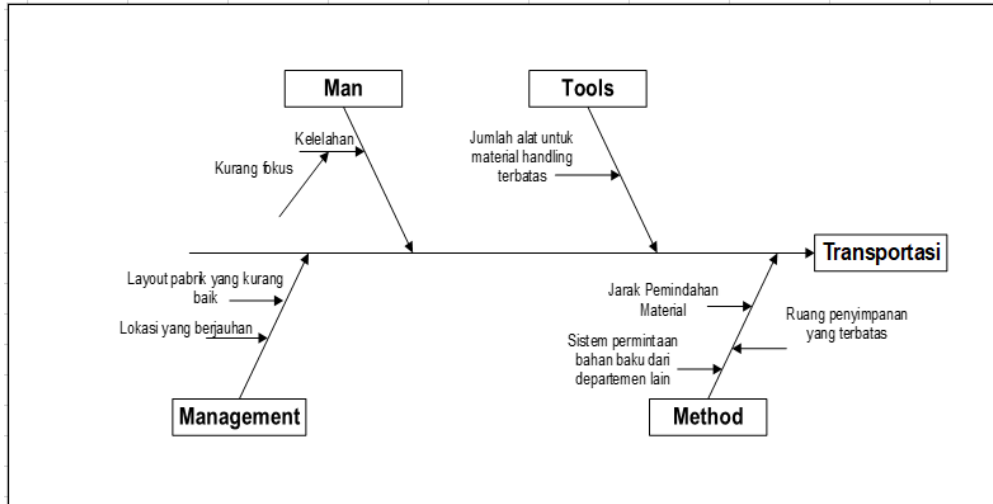 Man
Tools
Kelelahan
Kurang fokus
Jumlah alat untuk
material handling
terbatas
Transportasi
Layout pabrik yang kurang
baik
Lokasi yang berjauhan
Jarak Pemindahan
Material
Ruang penyimpanan
yang terbatas
Sistem permintaan
bahan baku dari
departemen lain
Management
Method